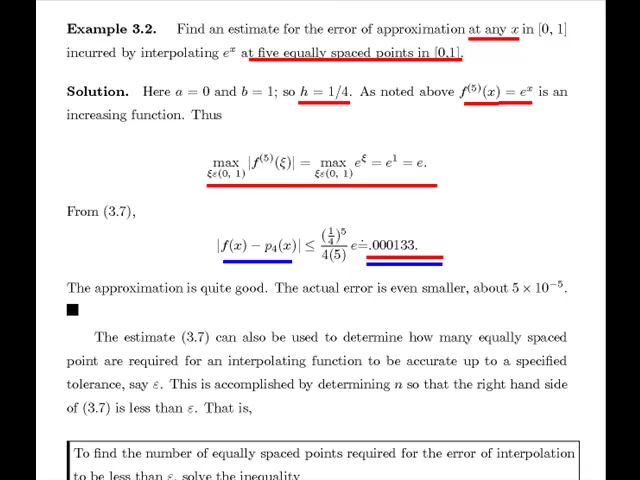 Example 3.2. Find an estimate for the error of approximation at any x in [0, 1]
incurred by interpolating eˣ at five equally spaced points in [0,1].
Solution. Here a = 0 and b = 1; so h = 1/4. As noted above f⁽⁵⁾(x) = eˣ is an
increasing function. Thus
max_{ξε(0, 1)} |f⁽⁵⁾(ξ)| = max_{ξε(0, 1)} e^ξ = e¹ = e.
From (3.7),
|f(x) − p₄(x)| ≤ (1/4)⁵ / 4(5) e ≐ .000133.
The approximation is quite good. The actual error is even smaller, about 5 × 10⁻⁵.
■
The estimate (3.7) can also be used to determine how many equally spaced
point are required for an interpolating function to be accurate up to a specified
tolerance, say ε. This is accomplished by determining n so that the right hand side
of (3.7) is less than ε. That is,
To find the number of equally spaced points required for the error of interpolation
to be less than ε, solve the inequality